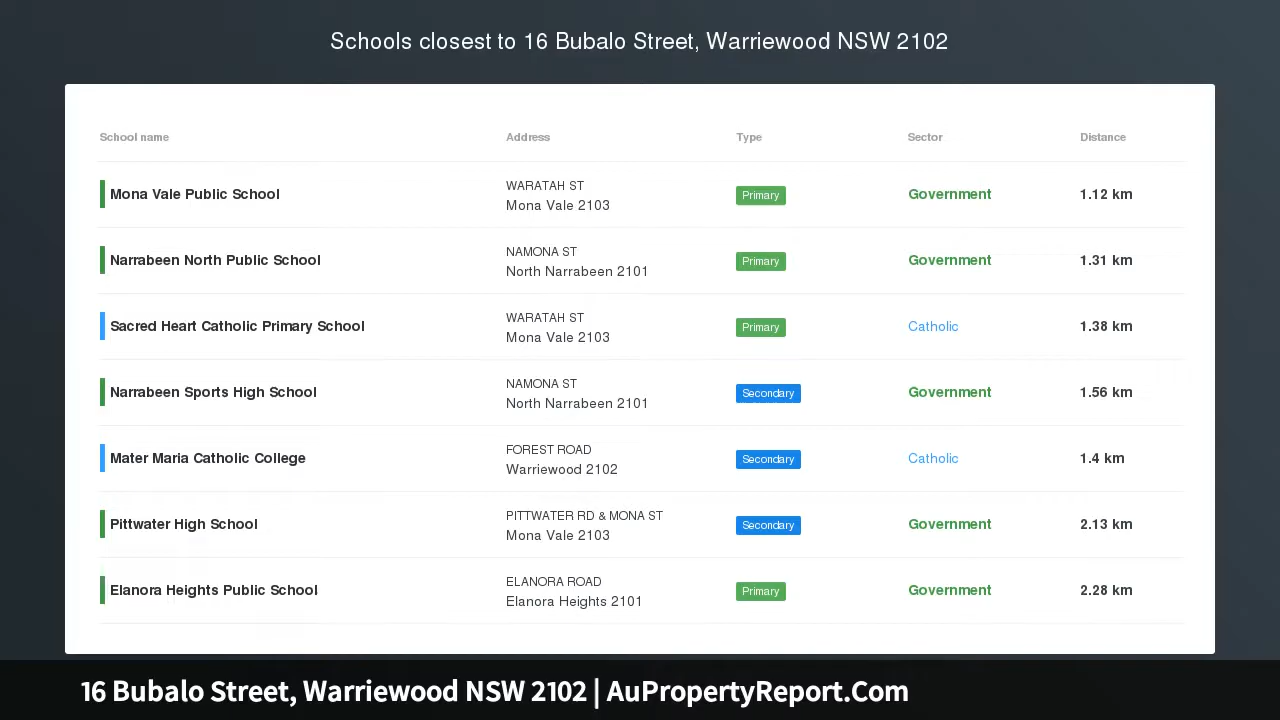 Schools closest to 16 Bubalo Street, Warriewood NSW 2102
School name Address Type Sector Distance
Mona Vale Public School WARATAH ST Mona Vale 2103 Primary Government 1.12 km
Narrabeen North Public School NAMONA ST North Narrabeen 2101 Primary Government 1.31 km
Sacred Heart Catholic Primary School WARATAH ST Mona Vale 2103 Primary Catholic 1.38 km
Narrabeen Sports High School NAMONA ST North Narrabeen 2101 Secondary Government 1.56 km
Mater Maria Catholic College FOREST ROAD Warriewood 2102 Secondary Catholic 1.4 km
Pittwater High School PITTWATER RD & MONA ST Mona Vale 2103 Secondary Government 2.13 km
Elanora Heights Public School ELANORA ROAD Elanora Heights 2101 Primary Government 2.28 km
16 Bubalo Street, Warriewood NSW 2102 | AuPropertyReport.Com